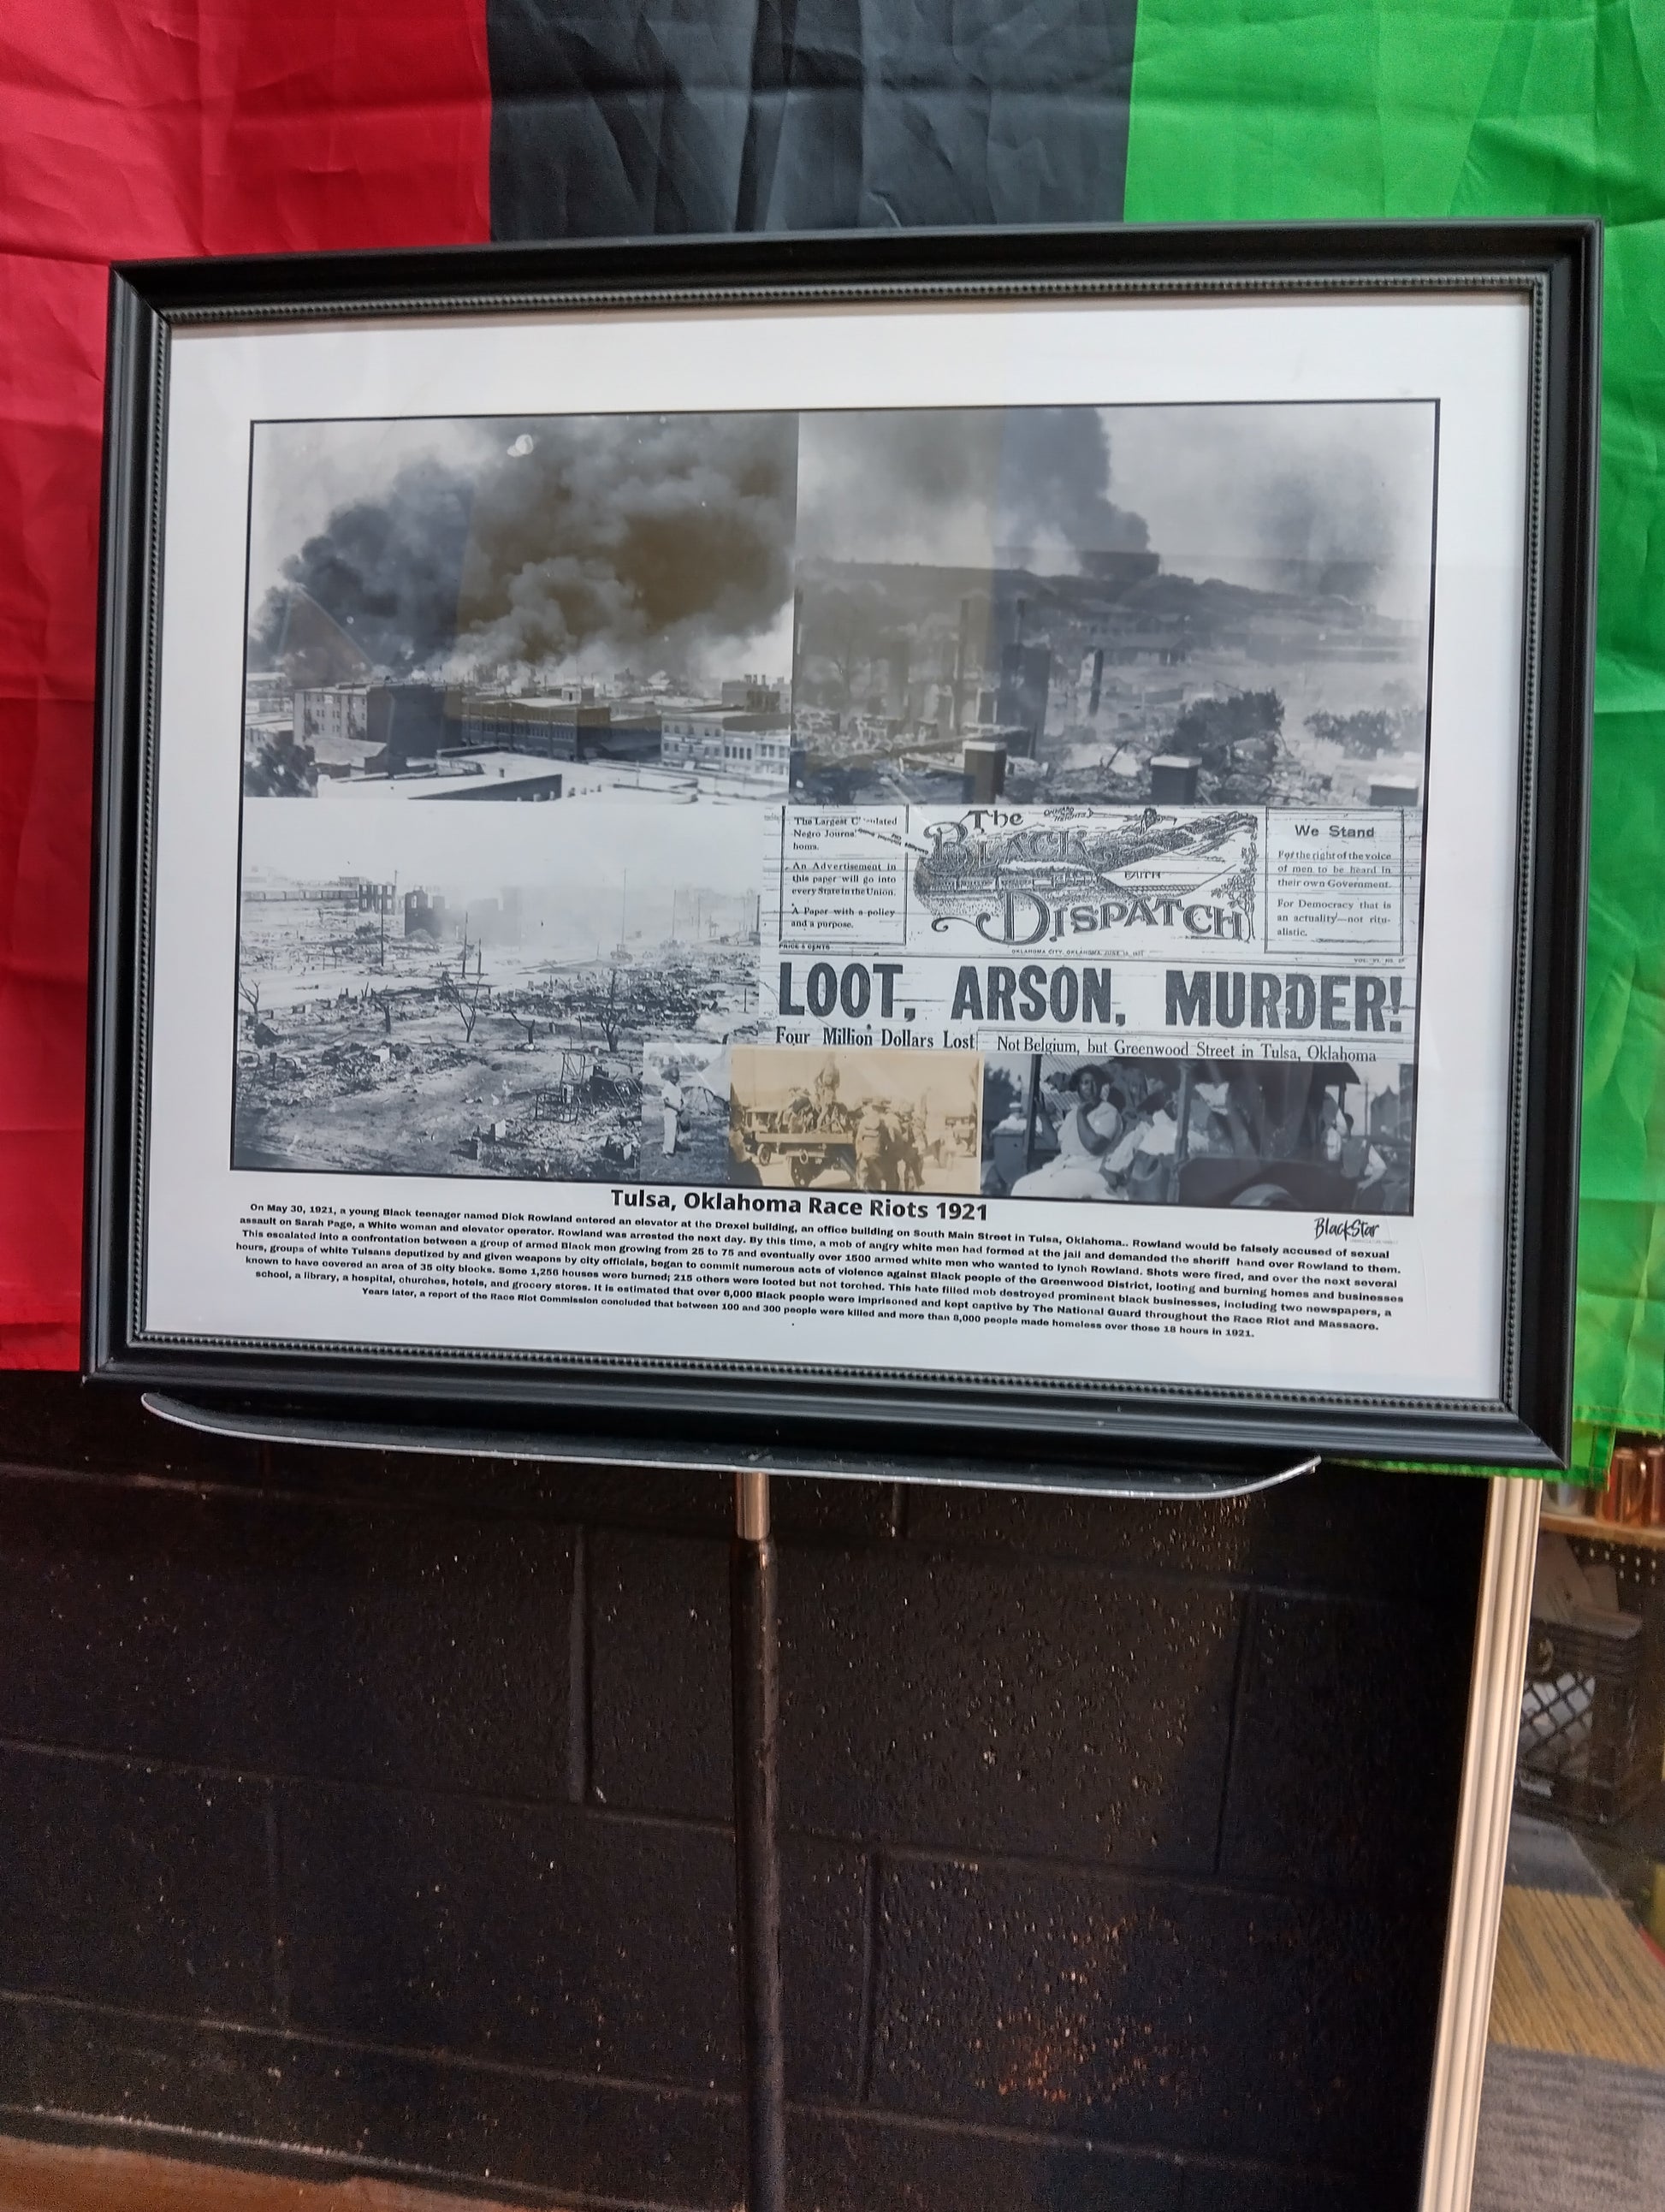 The Largest C lated
Negro Journa
homa.
An Advertisement in
this paper will go into
every State in the Union.
A Paper with a policy
and a purpose.
PRICE 5 CENTS
The
BLACK
FAITH
DISPATCH
We Stand
For the right of the voice
of men to be heard in
their own Government.
For Democracy that is
an actuality—not ritu-
alistic.
OKLAHOMA CITY, OKLAHOMA, JUNE 1921
LOOT, ARSON, MURDER!
Four Million Dollars Lost
Not Belgium, but Greenwood Street in Tulsa, Oklahoma
Tulsa, Oklahoma Race Riots 1921
BlackStar
On May 30, 1921, a young Black teenager named Dick Rowland entered an elevator at the Drexel building, an office building on South Main Street in Tulsa, Oklahoma.. Rowland would be falsely accused of sexual
assault on Sarah Page, a White woman and elevator operator. Rowland was arrested the next day. By this time, a mob of angry white men had formed at the jail and demanded the sheriff hand over Rowland to them.
This escalated into a confrontation between a group of armed Black men growing from 25 to 75 and eventually over 1500 armed white men who wanted to lynch Rowland. Shots were fired, and over the next several
hours, groups of white Tulsans deputized by and given weapons by city officials, began to commit numerous acts of violence against Black people of the Greenwood District, looting and burning homes and businesses
known to have covered an area of 35 city blocks. Some 1,256 houses were burned; 215 others were looted but not torched. This hate filled mob destroyed prominent black businesses, including two newspapers, a
school, a library, a hospital, churches, hotels, and grocery stores. It is estimated that over 6,000 Black people were imprisoned and kept captive by The National Guard throughout the Race Riot and Massacre.
Years later, a report of the Race Riot Commission concluded that between 100 and 300 people were killed and more than 8,000 people made homeless over those 18 hours in 1921.